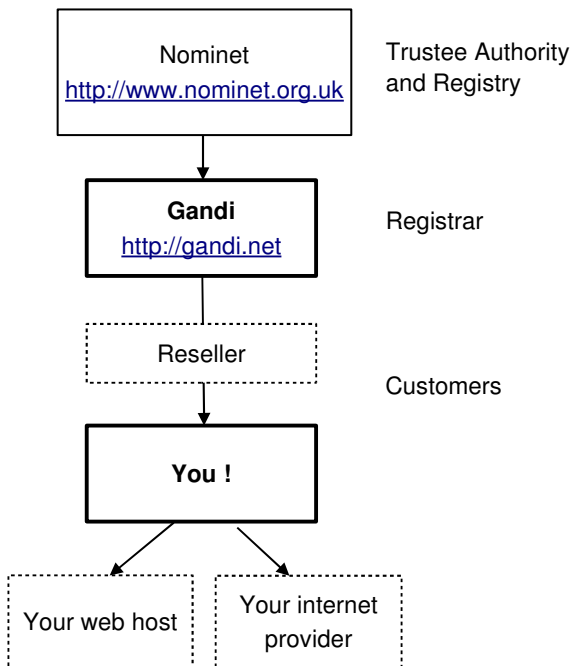 Nominet
http://www.nominet.org.uk
Trustee Authority
and Registry
Gandi
http://gandi.net
Registrar
Reseller
Customers
You !
Your web host
Your internet
provider